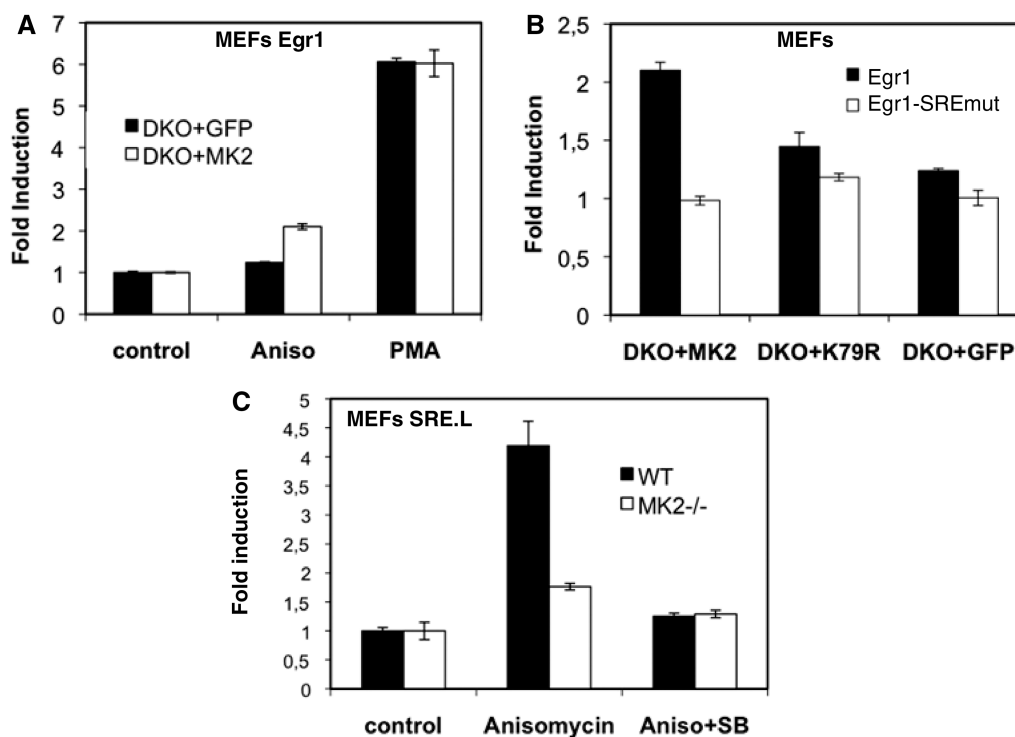 A
MEFs Egr1
Fold Induction
7
6
5
4
3
2
1
0
DKO+GFP
DKO+MK2
control Aniso PMA
B
MEFs
Fold Induction
2,5
2
1,5
1
0,5
0
Egr1
Egr1-SREmut
DKO+MK2 DKO+K79R DKO+GFP
C
MEFs SRE.L
Fold induction
5
4,5
4
3,5
3
2,5
2
1,5
1
0,5
0
WT
MK2-/-
control Anisomycin Aniso+SB